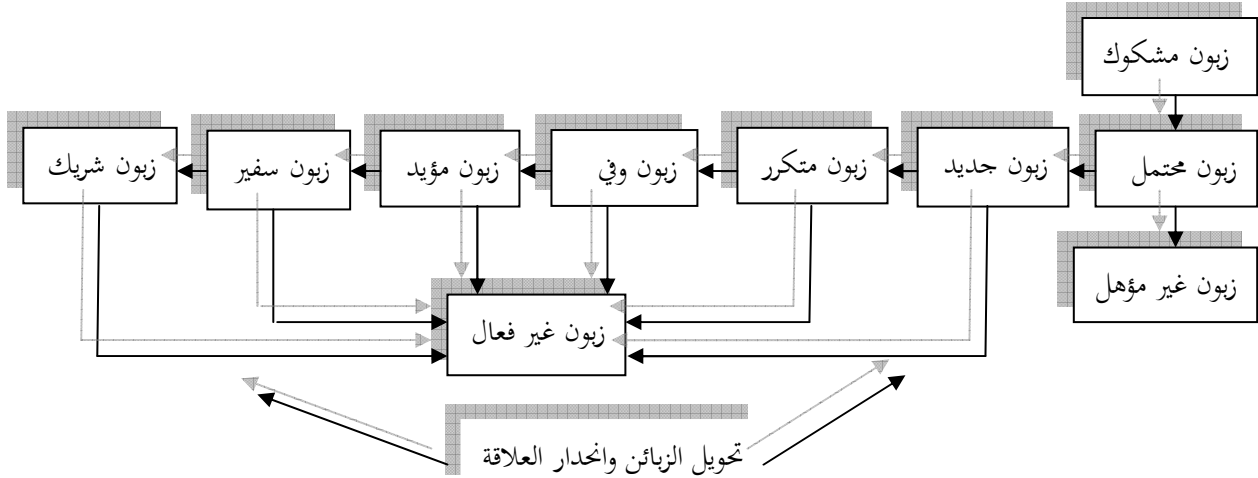 زبون مشكوك
زبون محتمل
زبون جديد
زبون متكرر
زبون وفي
زبون مؤيد
زبون سفير
زبون شريك
زبون غير مؤهل
زبون غير فعال
تحويل الزبائن وانحدار العلاقة